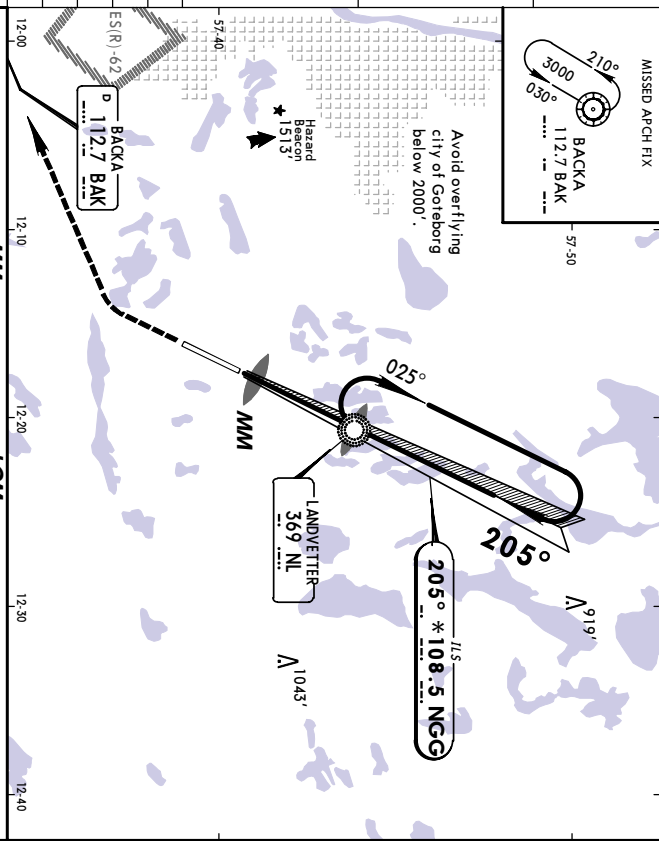 MISSED APCH FIX
210°
3000
030°
BACKA
112.7 BAK
57-50
57-40
12-00
12-10
12-20
12-30
12-40
ES(R)-62
BACKA
D 112.7 BAK
Hazard
Beacon
1513'
Avoid overflying
city of Goteborg
below 2000'.
025°
MM
LANDVETTER
369 NL
205°
ILS
205° *108.5 NGG
919'
1043'